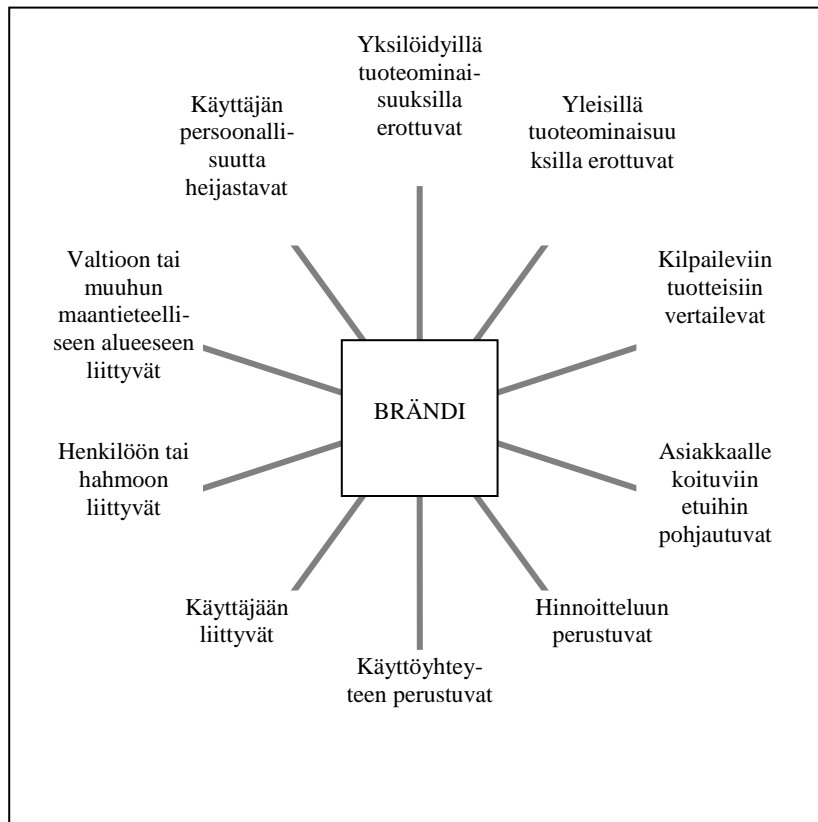 Yksilöidyillä
tuoteominai-
suuksilla
erottuvat
Yleisillä
tuoteominaisuu
ksilla erottuvat
Kilpaileviin
tuotteisiin
vertailevat
Asiakkaalle
koituviin
etuihin
pohjautuvat
Hinnoitteluun
perustuvat
Käyttöyhtey-
teen perustuvat
Käyttäjään
liittyvät
Henkilöön tai
hahmoon
liittyvät
Valtioon tai
muuhun
maantieteelli-
seen alueeseen
liittyvät
Käyttäjän
persoonalli-
suutta
heijastavat
BRÄNDI